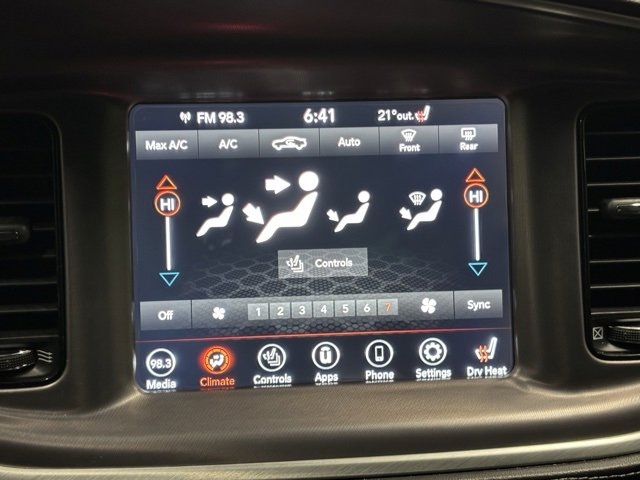 FM 98.3 6:41 21°out
Max A/C A/C Auto Front Rear
HI HI
Controls
Off 1 2 3 4 5 6 7 Sync
98.3
Media Climate Controls Apps Phone Settings Drv Heat